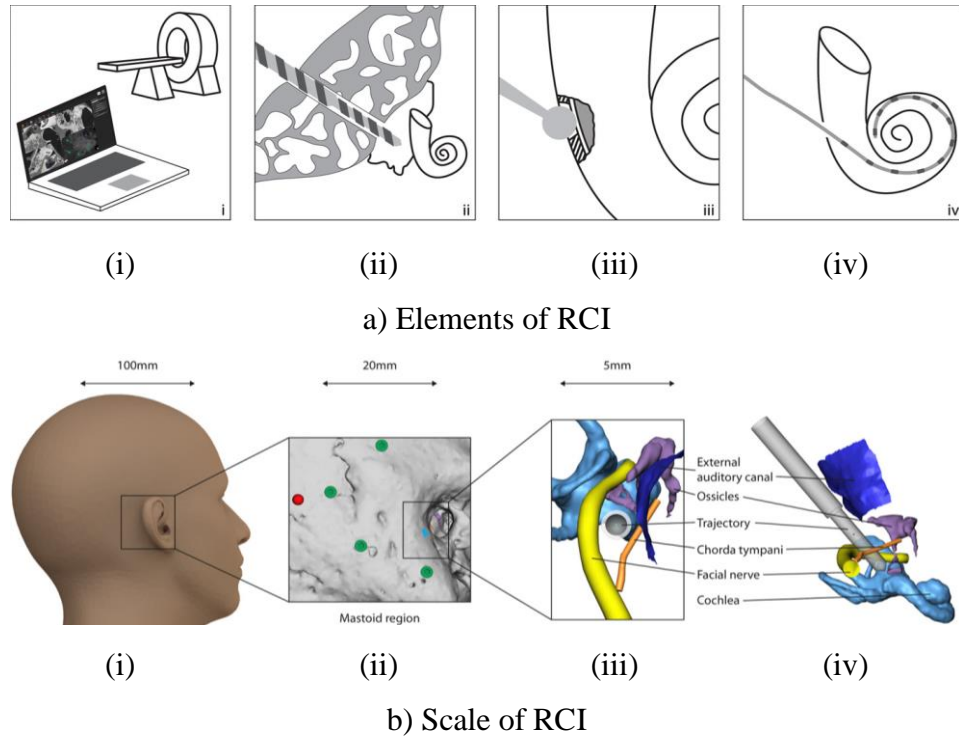 i
ii
iii
iv
(i)
(ii)
(iii)
(iv)
a) Elements of RCI
100mm
20mm
5mm
External
auditory canal
Ossicles
Trajectory
Chorda tympani
Facial nerve
Cochlea
Mastoid region
(i)
(ii)
(iii)
(iv)
b) Scale of RCI